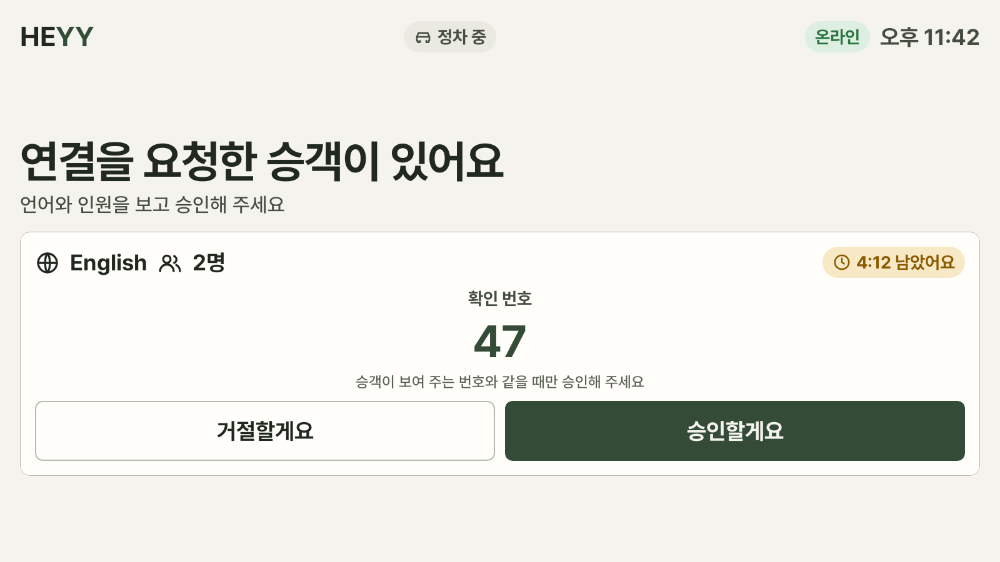 HEYY
정차 중
온라인 오후 11:42
연결을 요청한 승객이 있어요
언어와 인원을 보고 승인해 주세요
English 2명
4:12 남았어요
확인 번호
47
승객이 보여 주는 번호와 같을 때만 승인해 주세요
거절할게요
승인할게요